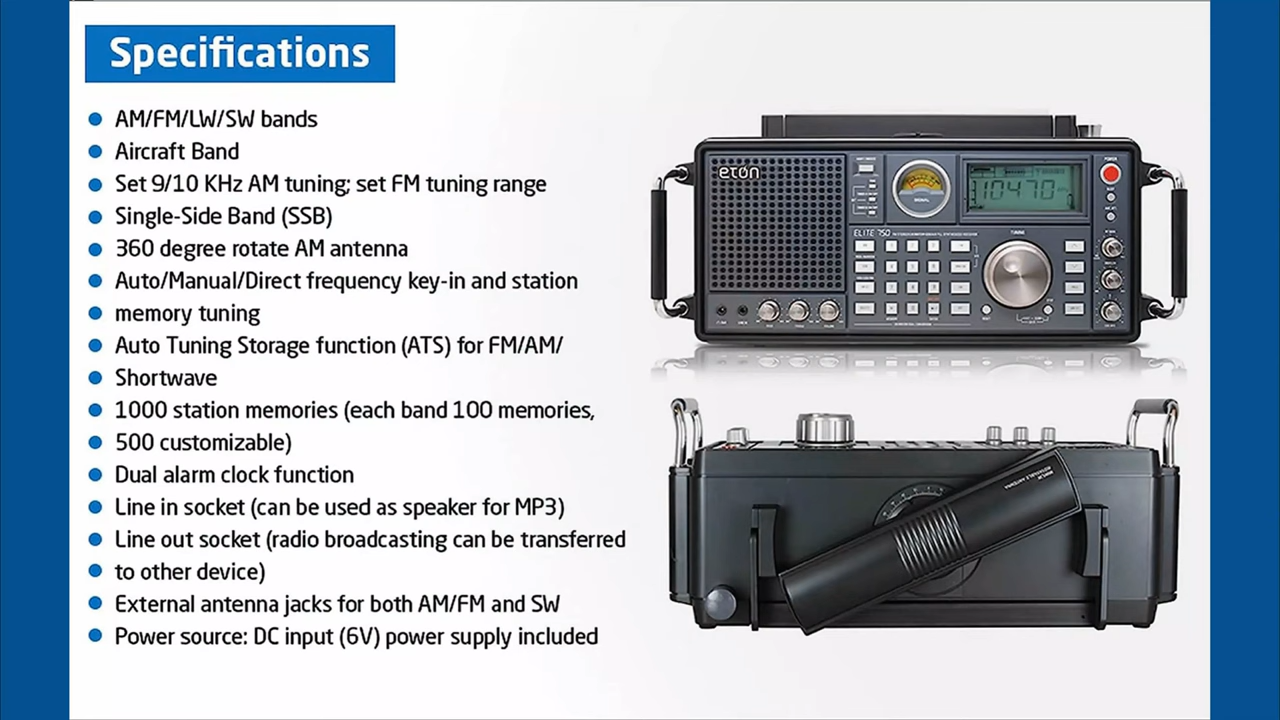 Specifications
AM/FM/LW/SW bands
Aircraft Band
Set 9/10 KHz AM tuning; set FM tuning range
Single-Side Band (SSB)
360 degree rotate AM antenna
Auto/Manual/Direct frequency key-in and station
memory tuning
Auto Tuning Storage function (ATS) for FM/AM/
Shortwave
1000 station memories (each band 100 memories,
500 customizable)
Dual alarm clock function
Line in socket (can be used as speaker for MP3)
Line out socket (radio broadcasting can be transferred
to other device)
External antenna jacks for both AM/FM and SW
Power source: DC input (6V) power supply included
etón
SIGNAL
10470
POWER
ELITE 750
TUNING